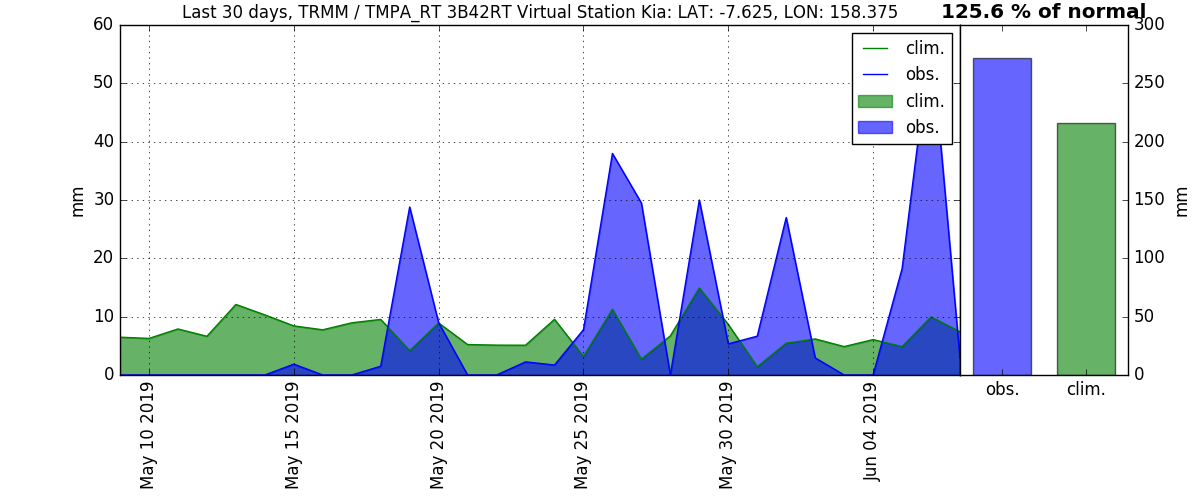 Last 30 days, TRMM / TMPA_RT 3B42RT Virtual Station Kia: LAT: -7.625, LON: 158.375
125.6 % of normal
60
50
40
30
20
10
0
mm
clim.
obs.
clim.
obs.
300
250
200
150
100
50
0
mm
May 10 2019
May 15 2019
May 20 2019
May 25 2019
May 30 2019
Jun 04 2019
obs.
clim.